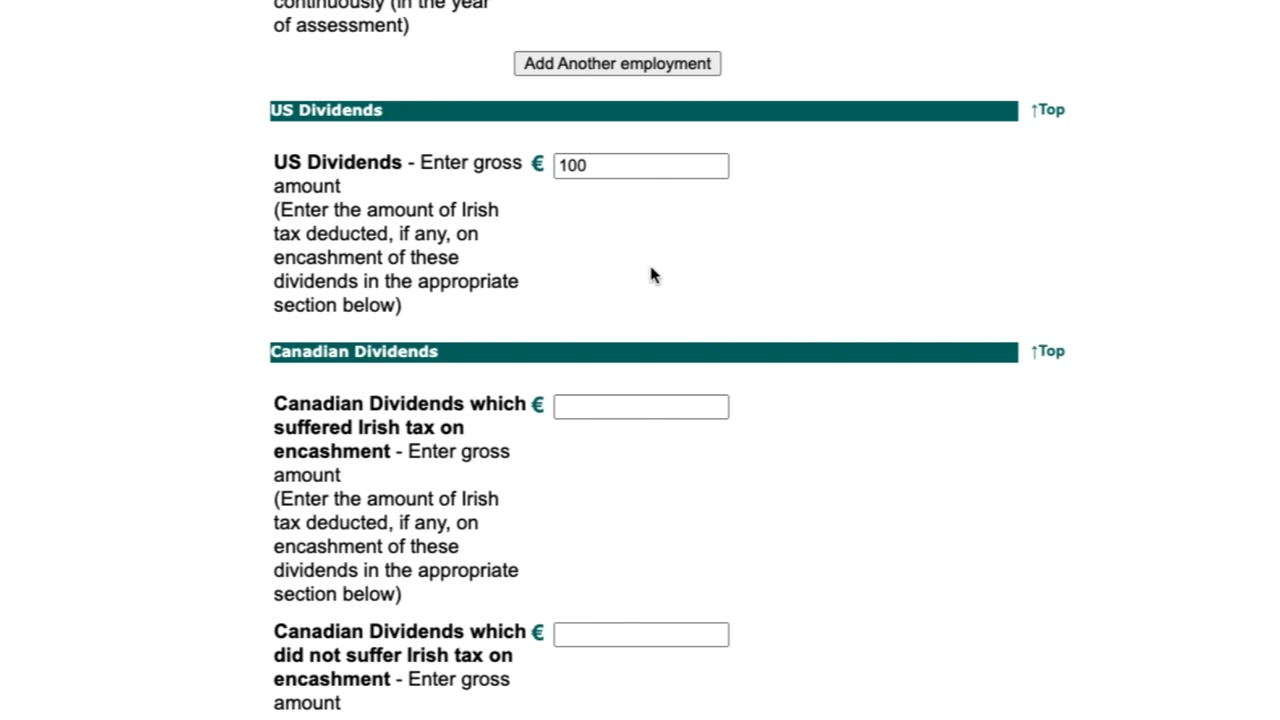 continuously (in the year
of assessment)
Add Another employment
US Dividends
↑Top
US Dividends - Enter gross € 100
amount
(Enter the amount of Irish
tax deducted, if any, on
encashment of these
dividends in the appropriate
section below)
Canadian Dividends
↑Top
Canadian Dividends which €
suffered Irish tax on
encashment - Enter gross
amount
(Enter the amount of Irish
tax deducted, if any, on
encashment of these
dividends in the appropriate
section below)
Canadian Dividends which €
did not suffer Irish tax on
encashment - Enter gross
amount